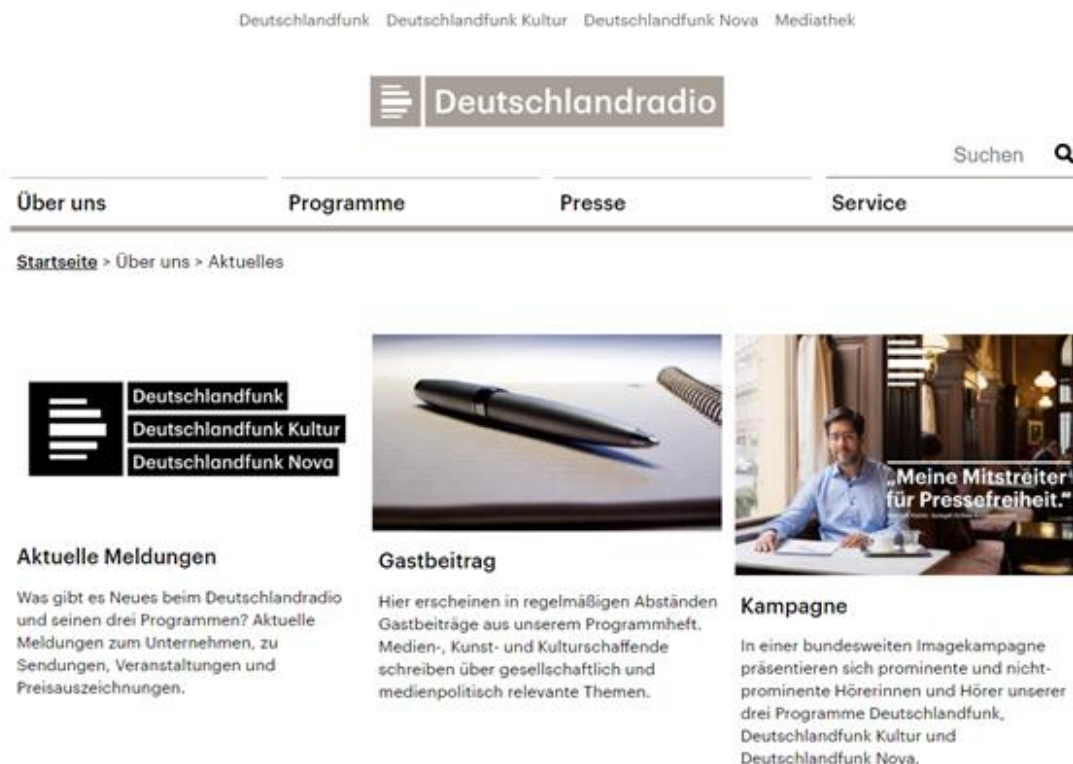 Deutschlandfunk Deutschlandfunk Kultur Deutschlandfunk Nova Mediathek
Deutschlandradio
Suchen
Über uns Programme Presse Service
Startseite > Über uns > Aktuelles
Deutschlandfunk
Deutschlandfunk Kultur
Deutschlandfunk Nova
Aktuelle Meldungen
Was gibt es Neues beim Deutschlandradio
und seinen drei Programmen? Aktuelle
Meldungen zum Unternehmen, zu
Sendungen, Veranstaltungen und
Preisauszeichnungen.
Gastbeitrag
Hier erscheinen in regelmäßigen Abständen
Gastbeiträge aus unserem Programmheft.
Medien-, Kunst- und Kulturschaffende
schreiben über gesellschaftlich und
medienpolitisch relevante Themen.
„Meine Mitstreiter
für Pressefreiheit.“
Kampagne
In einer bundesweiten Imagekampagne
präsentieren sich prominente und nicht-
prominente Hörerinnen und Hörer unserer
drei Programme Deutschlandfunk,
Deutschlandfunk Kultur und
Deutschlandfunk Nova.